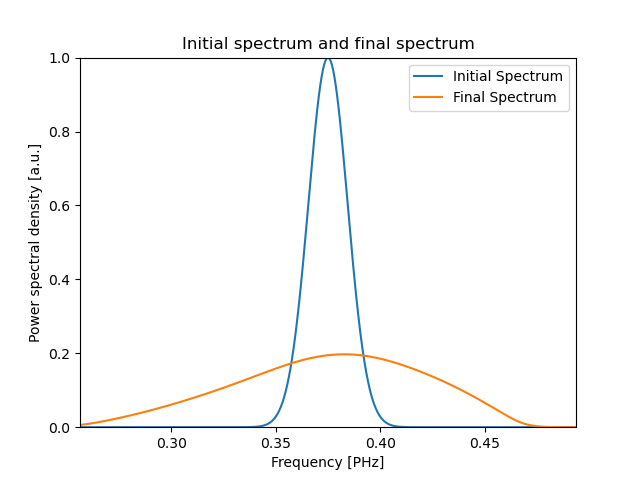 Initial spectrum and final spectrum
Initial Spectrum
Final Spectrum
Power spectral density [a.u.]
1.0
0.8
0.6
0.4
0.2
0.0
0.30
0.35
0.40
0.45
Frequency [PHz]